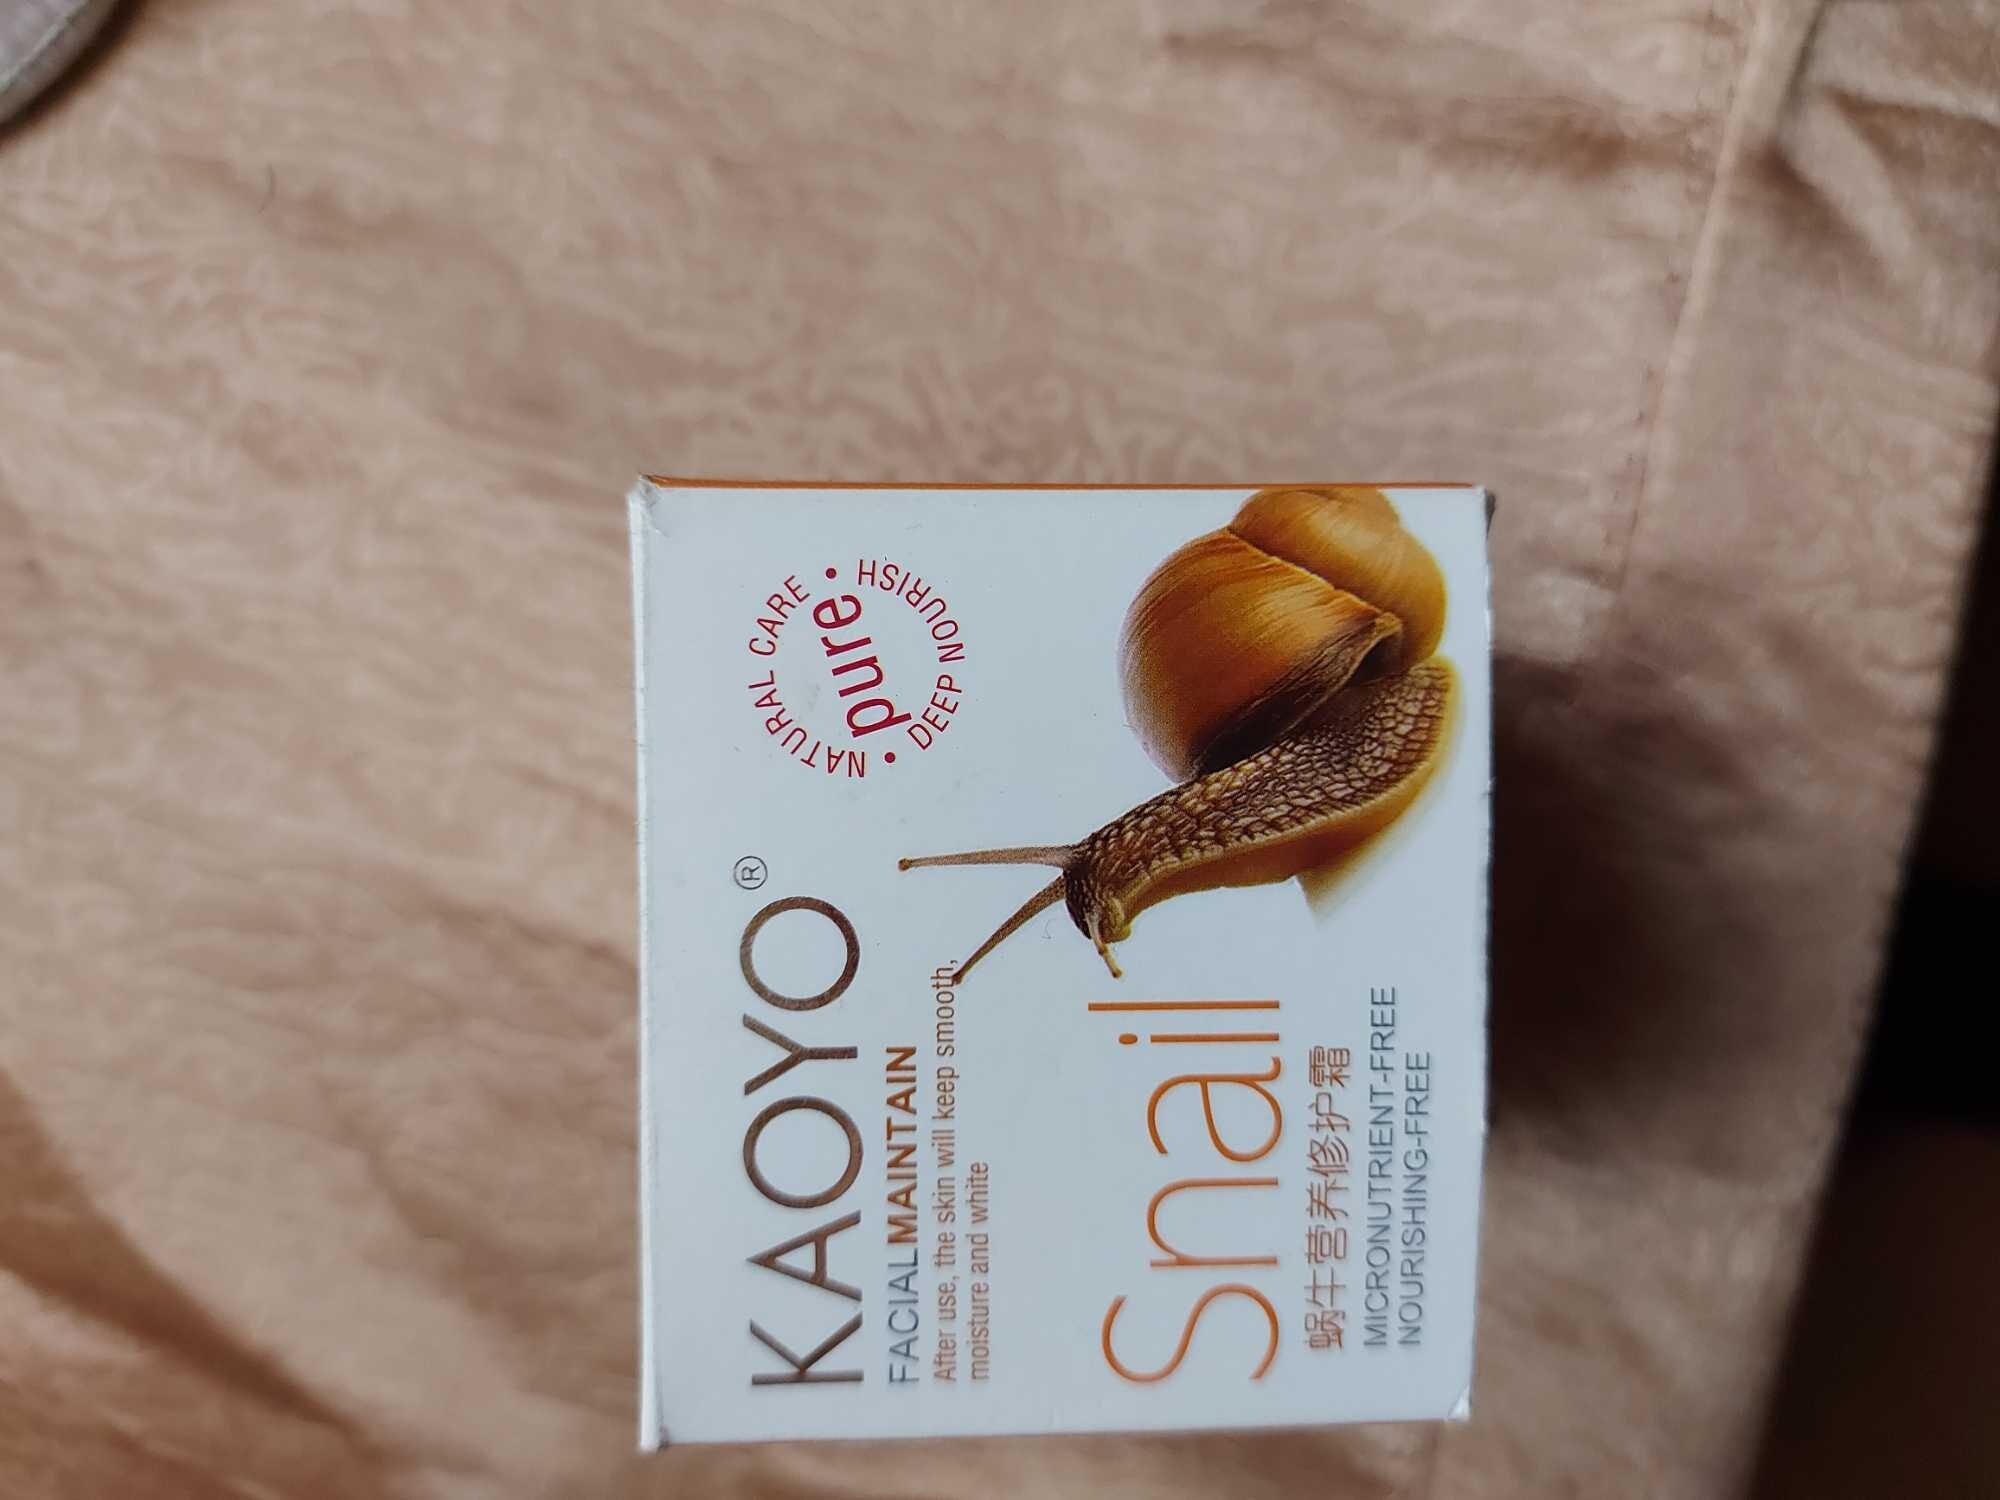 KAOYO®
FACIALMAINTAIN
After use, the skin will keep smooth,
moisture and white
• NATURAL CARE •
pure
DEEP NOURISH
Snail
蜗牛营养修护霜
MICRONUTRIENT-FREE
NOURISHING-FREE